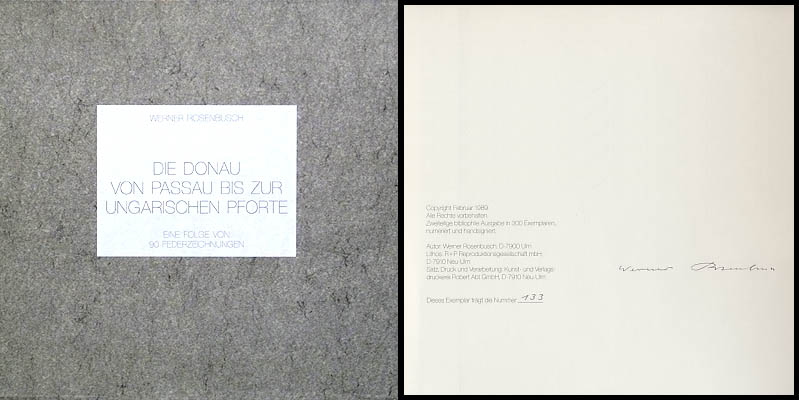 WERNER ROSENBUSCH
DIE DONAU
VON PASSAU BIS ZUR
UNGARISCHEN PFORTE
EINE FOLGE VON
90 FEDERZEICHNUNGEN
Copyright Februar 1989
Alle Rechte vorbehalten
Zweiteilige bibliophile Ausgabe in 300 Exemplaren,
numeriert und handsigniert.
Autor: Werner Rosenbusch, D-7900 Ulm
Lithos: R+P Reproduktionsgesellschaft mbH,
D-7910 Neu-Ulm
Satz, Druck und Verarbeitung: Kunst- und Verlags-
druckerei Robert Abt GmbH, D-7910 Neu-Ulm
Werner Rosenbusch
Dieses Exemplar trägt die Nummer 133